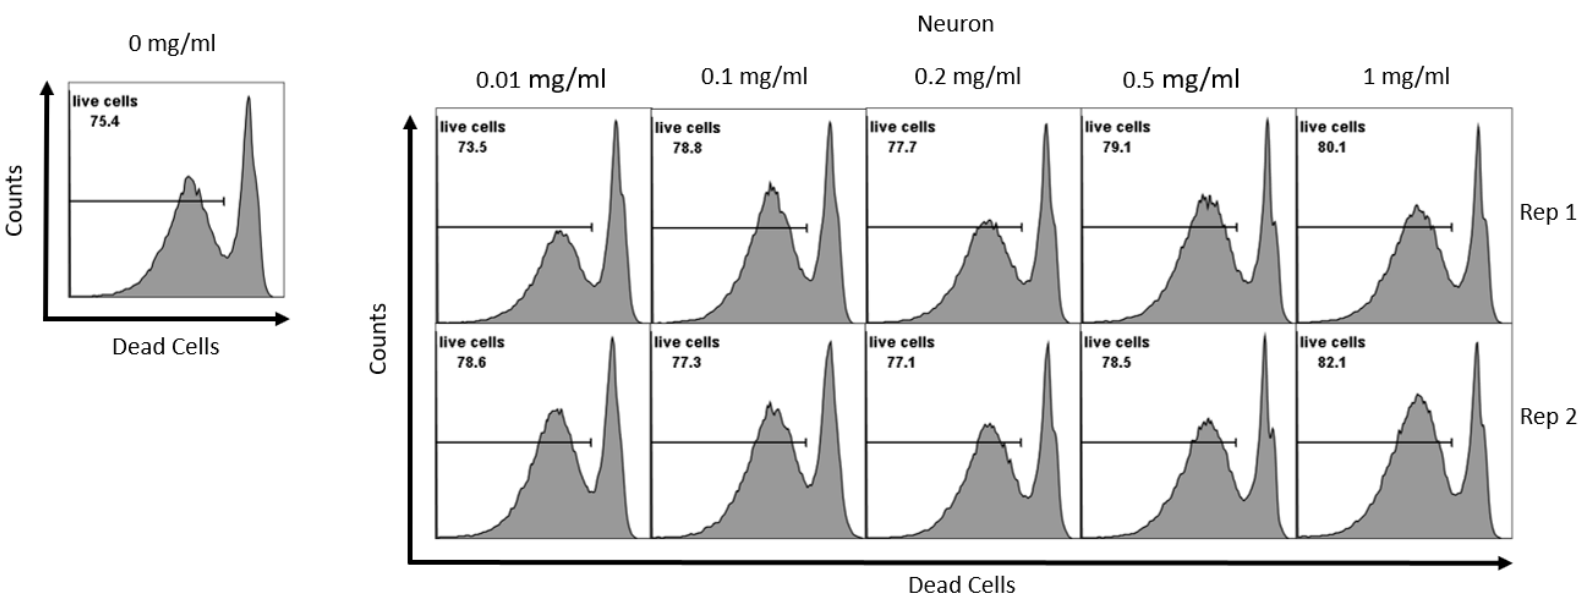 Neuron
0 mg/ml
0.01 mg/ml
0.1 mg/ml
0.2 mg/ml
0.5 mg/ml
1 mg/ml
live cells
75.4
Counts
Dead Cells
live cells
73.5
live cells
78.8
live cells
77.7
live cells
79.1
live cells
80.1
Rep 1
live cells
78.6
live cells
77.3
live cells
77.1
live cells
78.5
live cells
82.1
Rep 2
Counts
Dead Cells